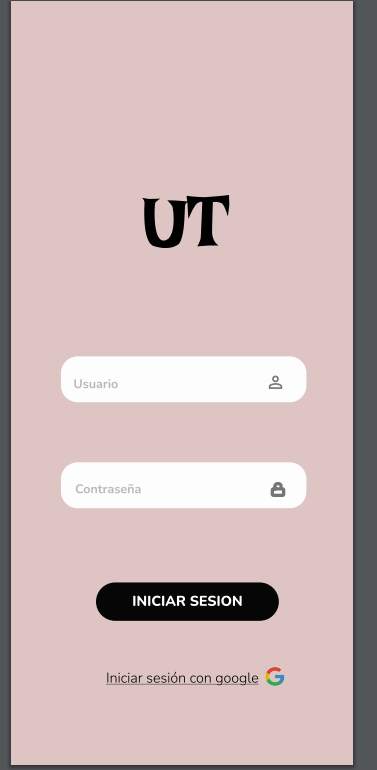 UT
Usuario
Contraseña
INICIAR SESION
Iniciar sesión con google